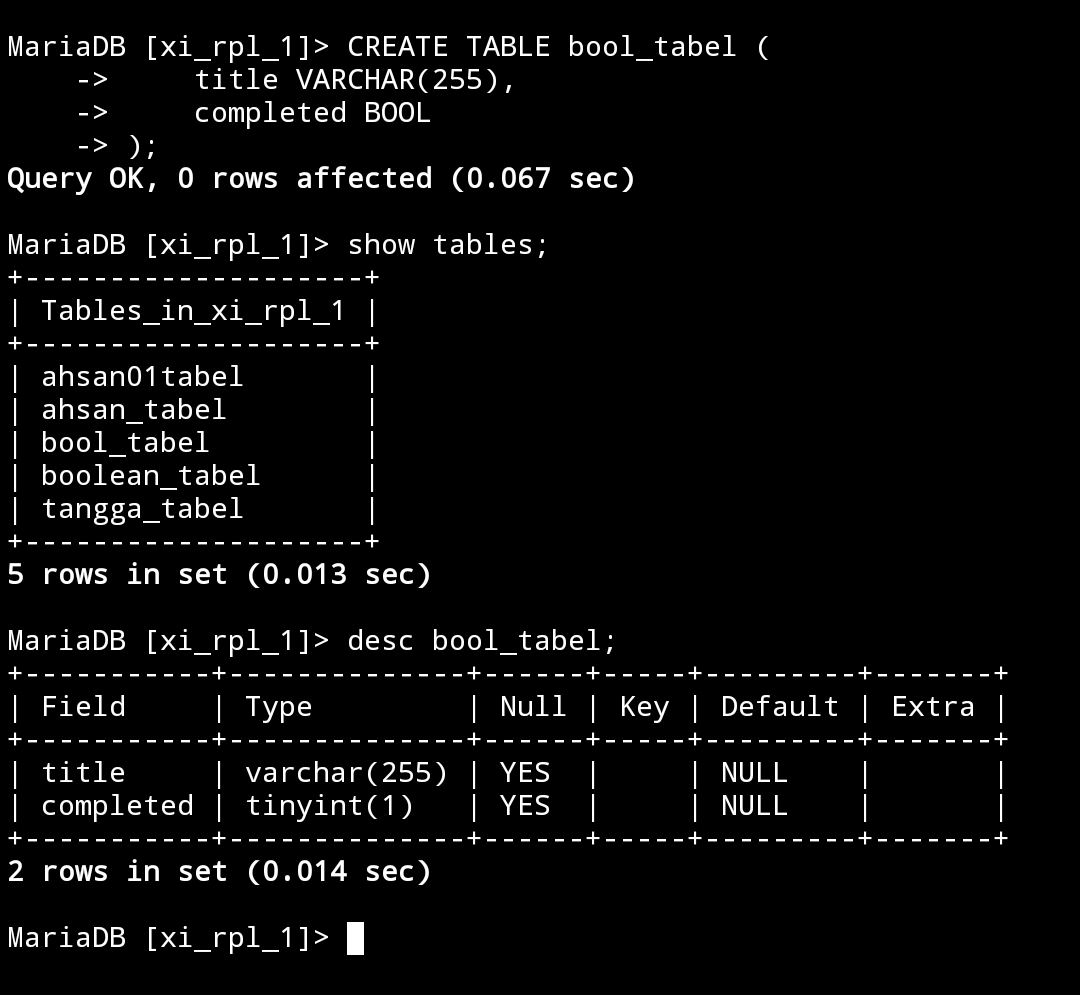 MariaDB [xi_rpl_1]> CREATE TABLE bool_tabel (
    ->     title VARCHAR(255),
    ->     completed BOOL
    -> );
Query OK, 0 rows affected (0.067 sec)

MariaDB [xi_rpl_1]> show tables;
+--------------------+
| Tables_in_xi_rpl_1 |
+--------------------+
| ahsan01tabel       |
| ahsan_tabel        |
| bool_tabel         |
| boolean_tabel      |
| tangga_tabel       |
+--------------------+
5 rows in set (0.013 sec)

MariaDB [xi_rpl_1]> desc bool_tabel;
+-----------+--------------+------+-----+---------+-------+
| Field     | Type         | Null | Key | Default | Extra |
+-----------+--------------+------+-----+---------+-------+
| title     | varchar(255) | YES  |     | NULL    |       |
| completed | tinyint(1)   | YES  |     | NULL    |       |
+-----------+--------------+------+-----+---------+-------+
2 rows in set (0.014 sec)

MariaDB [xi_rpl_1]>